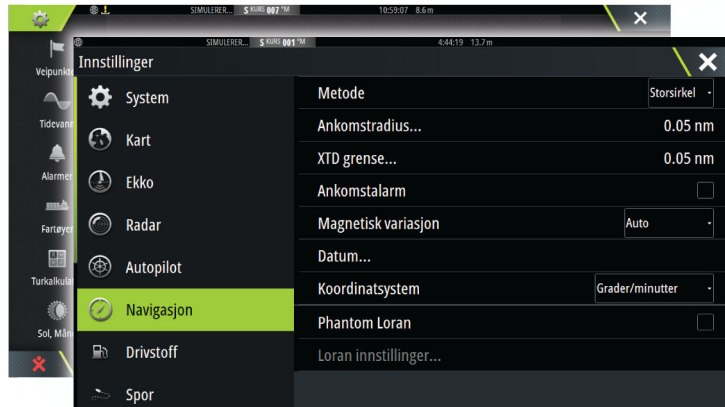 SIMULERER... S KURS 007 °M 10:59:07 8.6 m
Veipunkte
Tidevann
Alarmer
Fartøyer
Turkalkulat
Sol, Mån
SIMULERER... S KURS 001 °M 4:44:19 13.7 m
Innstillinger
System
Kart
Ekko
Radar
Autopilot
Navigasjon
Drivstoff
Spor
Metode Storsirkel
Ankomstradius... 0.05 nm
XTD grense... 0.05 nm
Ankomstalarm
Magnetisk variasjon Auto
Datum...
Koordinatsystem Grader/minutter
Phantom Loran
Loran innstillinger...